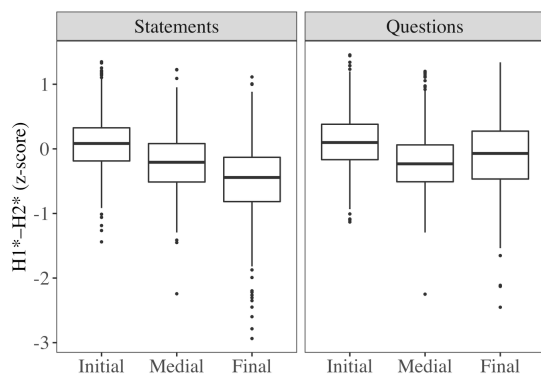 Statements Questions
H1*–H2* (z-score)
1
0
-1
-2
-3
Initial Medial Final Initial Medial Final